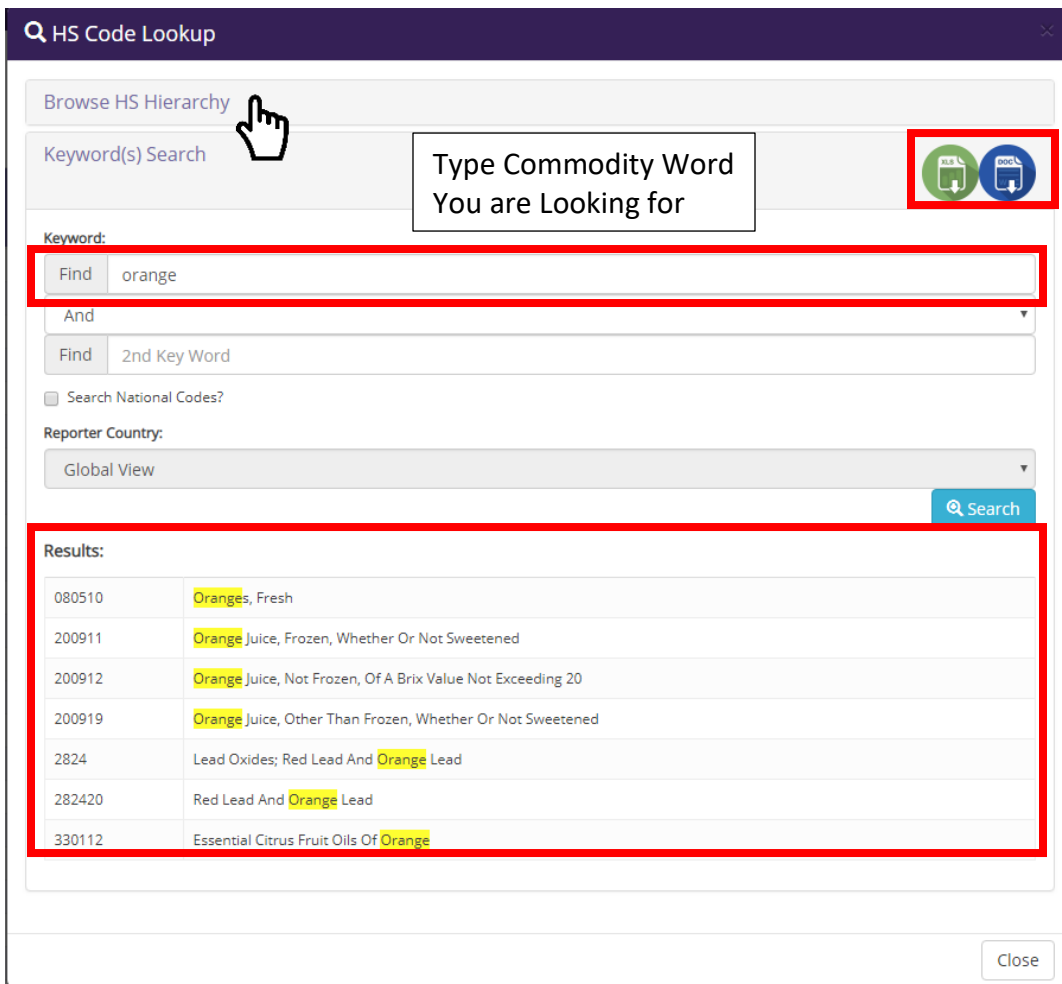 HS Code Lookup
Browse HS Hierarchy
Keyword(s) Search
Type Commodity Word
You are Looking for
XLS
DOC
Keyword:
Find orange
And
Find 2nd Key Word
Search National Codes?
Reporter Country:
Global View
Search
Results:
080510 Oranges, Fresh
200911 Orange Juice, Frozen, Whether Or Not Sweetened
200912 Orange Juice, Not Frozen, Of A Brix Value Not Exceeding 20
200919 Orange Juice, Other Than Frozen, Whether Or Not Sweetened
2824 Lead Oxides; Red Lead And Orange Lead
282420 Red Lead And Orange Lead
330112 Essential Citrus Fruit Oils Of Orange
Close